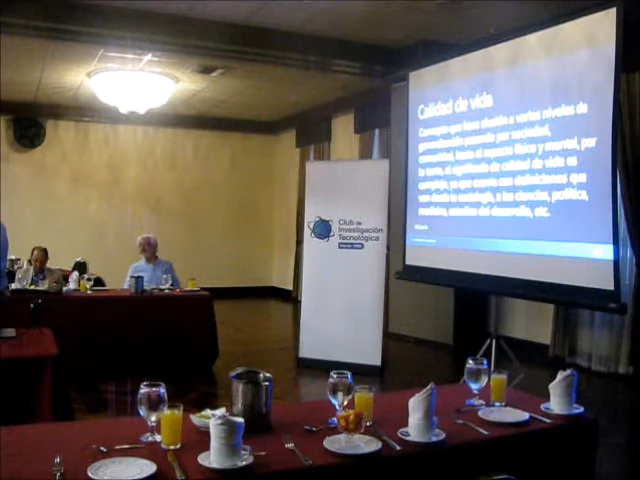 Calidad de vida
Concepto que hace alusión a varios niveles de
generalización pasando por sociedad,
comunidad, hasta el aspecto físico y mental, por
lo tanto, el significado de calidad de vida es
complejo, ya que cuenta con definiciones que
van desde la sociología, a las ciencias, política,
medicina, estudios del desarrollo, etc.
Club de
Investigación
Tecnológica